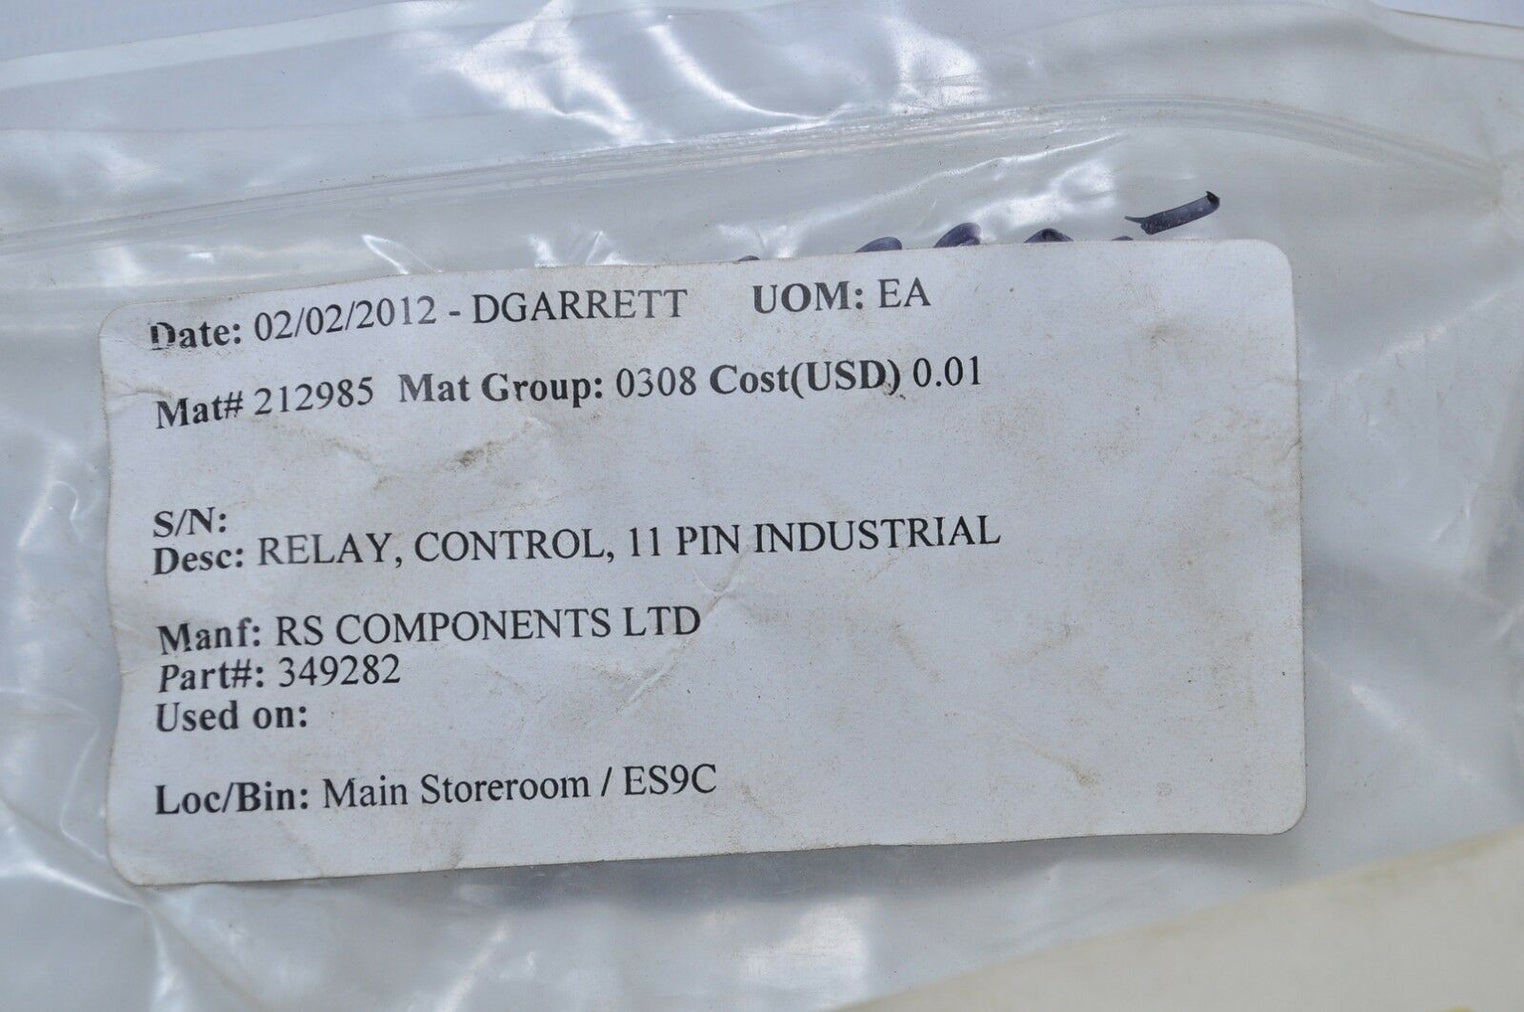 Date: 02/02/2012 - DGARRETT UOM: EA
Mat# 212985 Mat Group: 0308 Cost(USD) 0.01
S/N:
Desc: RELAY, CONTROL, 11 PIN INDUSTRIAL
Manf: RS COMPONENTS LTD
Part#: 349282
Used on:
Loc/Bin: Main Storeroom / ES9C